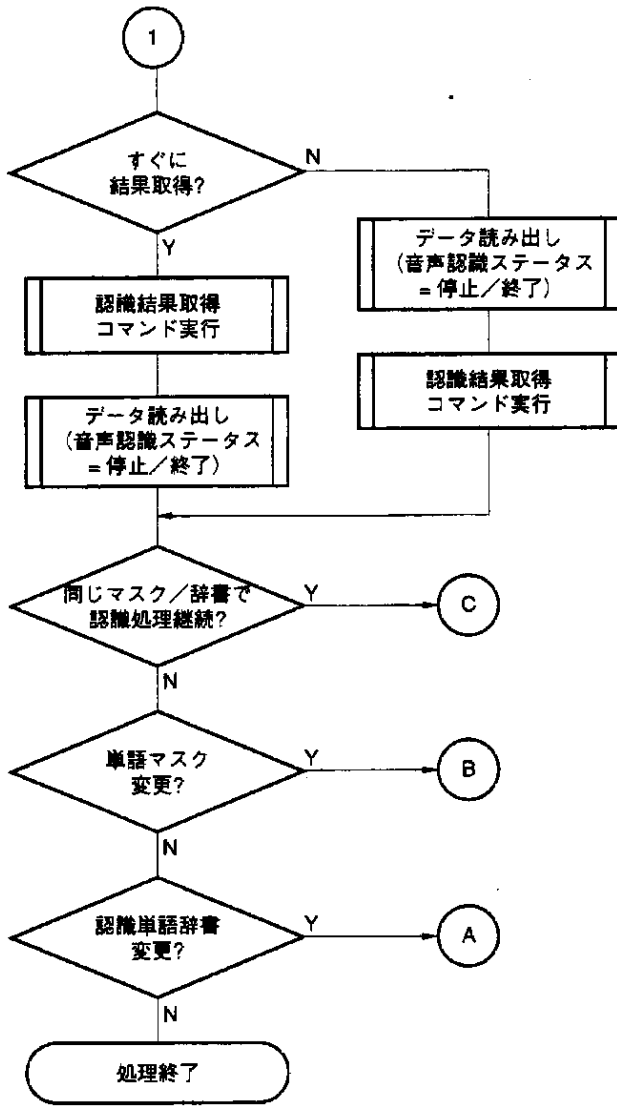 1
すぐに
結果取得?
N
Y
データ読み出し
(音声認識ステータス
=停止/終了)
認識結果取得
コマンド実行
認識結果取得
コマンド実行
データ読み出し
(音声認識ステータス
=停止/終了)
同じマスク/辞書で
認識処理継続?
Y
C
N
単語マスク
変更?
Y
B
N
認識単語辞書
変更?
Y
A
N
処理終了